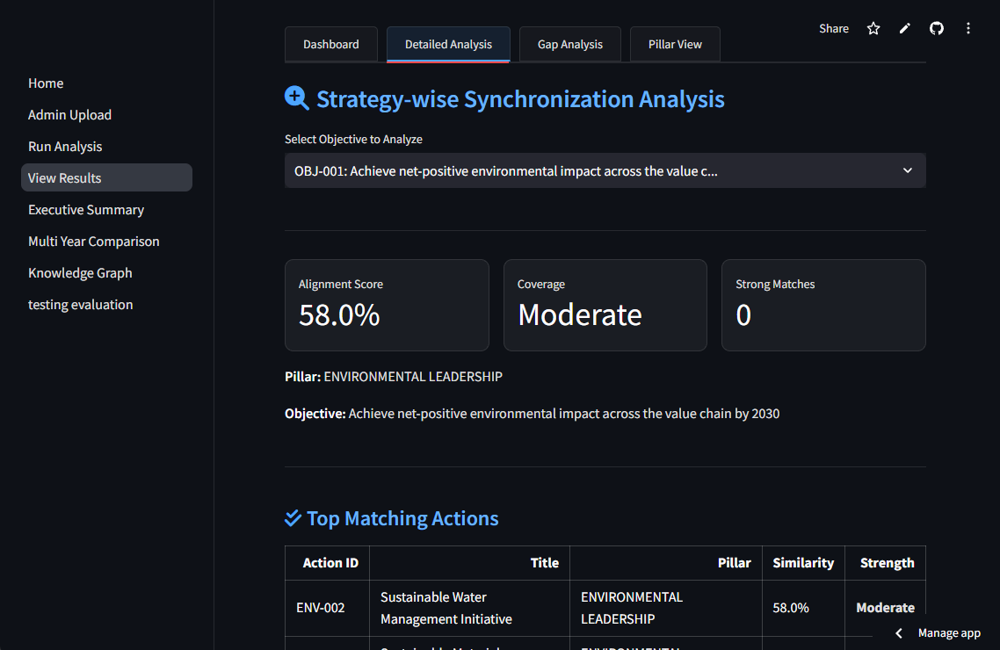 Share
Dashboard
Detailed Analysis
Gap Analysis
Pillar View
Home
Admin Upload
Run Analysis
View Results
Executive Summary
Multi Year Comparison
Knowledge Graph
testing evaluation
Strategy-wise Synchronization Analysis
Select Objective to Analyze
OBJ-001: Achieve net-positive environmental impact across the value c...
Alignment Score
58.0%
Coverage
Moderate
Strong Matches
0
Pillar: ENVIRONMENTAL LEADERSHIP
Objective: Achieve net-positive environmental impact across the value chain by 2030
Top Matching Actions
Action ID Title Pillar Similarity Strength
ENV-002
Sustainable Water
Management Initiative
ENVIRONMENTAL
LEADERSHIP
58.0%
Moderate
Manage app